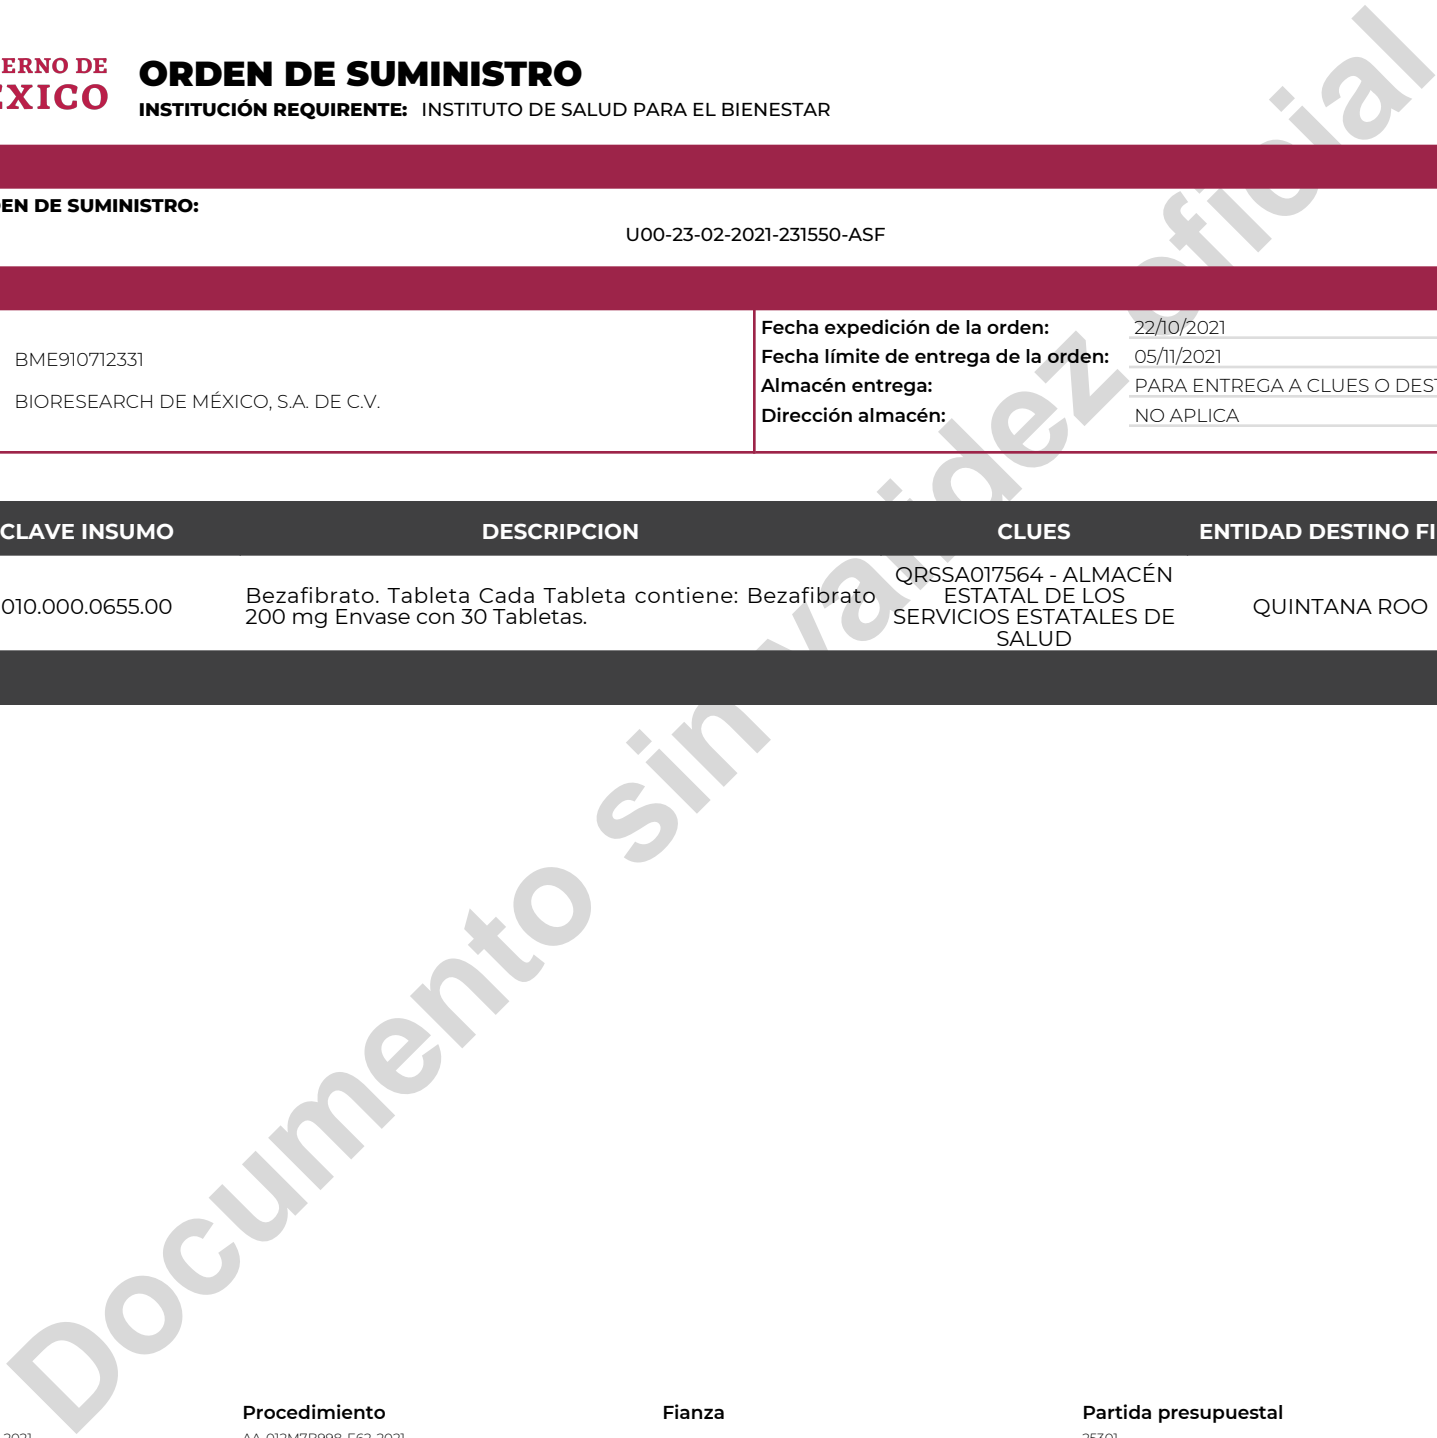 ERNO DE
EXICO
ORDEN DE SUMINISTRO
INSTITUCIÓN REQUIRENTE: INSTITUTO DE SALUD PARA EL BIENESTAR
EN DE SUMINISTRO:
U00-23-02-2021-231550-ASF
BME910712331
BIORESEARCH DE MÉXICO, S.A. DE C.V.
Fecha expedición de la orden: 22/10/2021
Fecha límite de entrega de la orden: 05/11/2021
Almacén entrega: PARA ENTREGA A CLUES O DEST
Dirección almacén: NO APLICA
CLAVE INSUMO DESCRIPCION CLUES ENTIDAD DESTINO FI
010.000.0655.00
Bezafibrato. Tableta Cada Tableta contiene: Bezafibrato
200 mg Envase con 30 Tabletas.
QRSSA017564 - ALMACÉN
ESTATAL DE LOS
SERVICIOS ESTATALES DE
SALUD
QUINTANA ROO
Documento sin validez oficial
Procedimiento Fianza Partida presupuestal